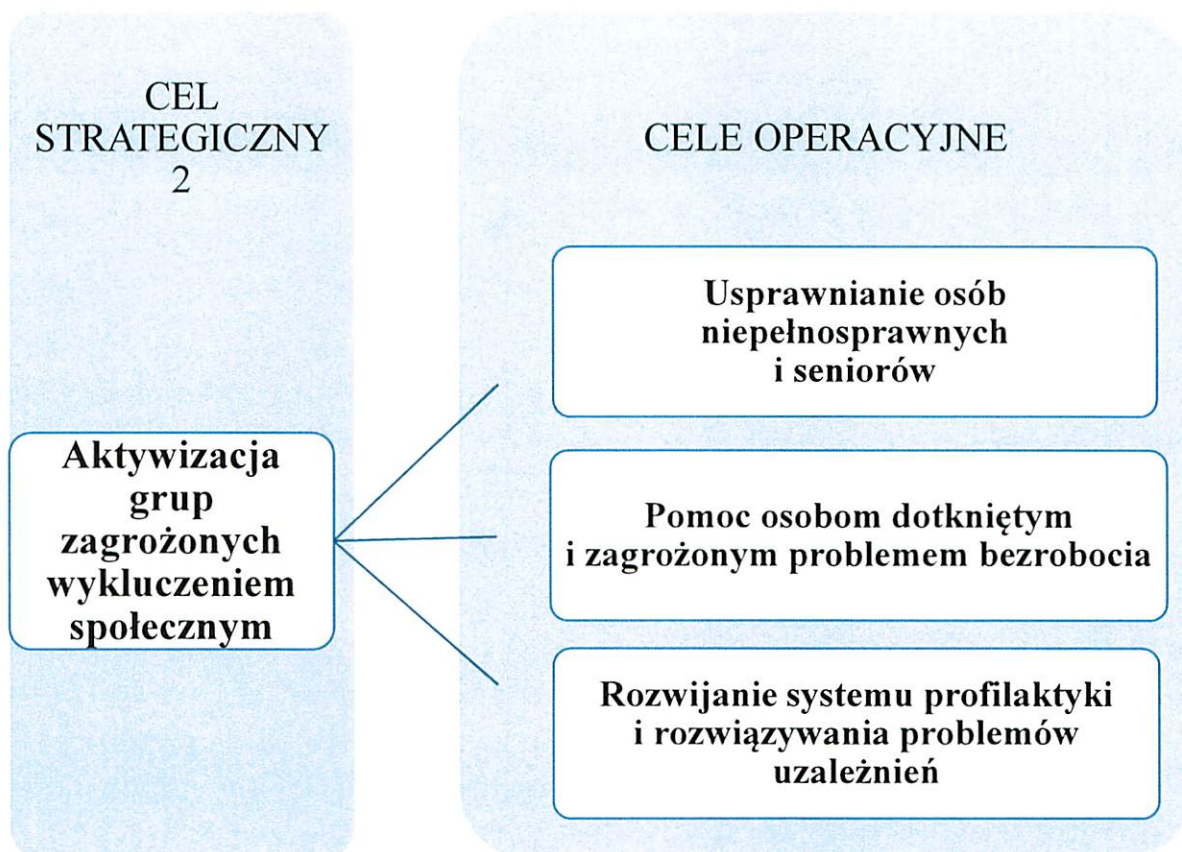 CEL
STRATEGICZNY
2
CELE OPERACYJNE
Aktywizacja
grup
zagrożonych
wykluczeniem
społecznym
Usprawnianie osób
niepełnosprawnych
i seniorów
Pomoc osobom dotkniętym
i zagrożonym problemem bezrobocia
Rozwijanie systemu profilaktyki
i rozwiązywania problemów
uzależnień